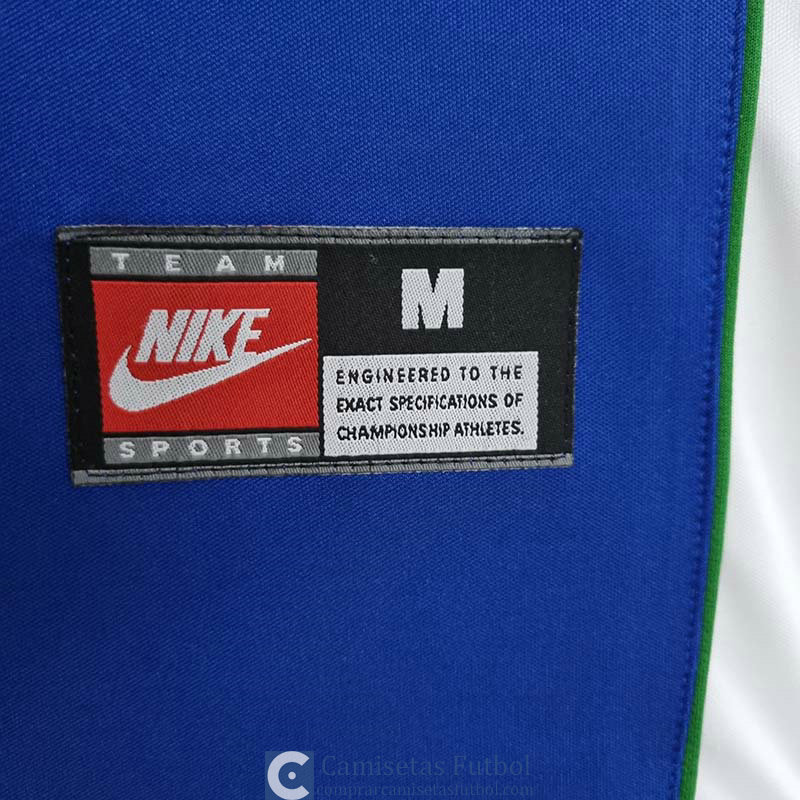 TEAM
NIKE
SPORTS
M
ENGINEERED TO THE
EXACT SPECIFICATIONS OF
CHAMPIONSHIP ATHLETES.
C Camisetas Futbol
comprarcamisetasfutbol.com